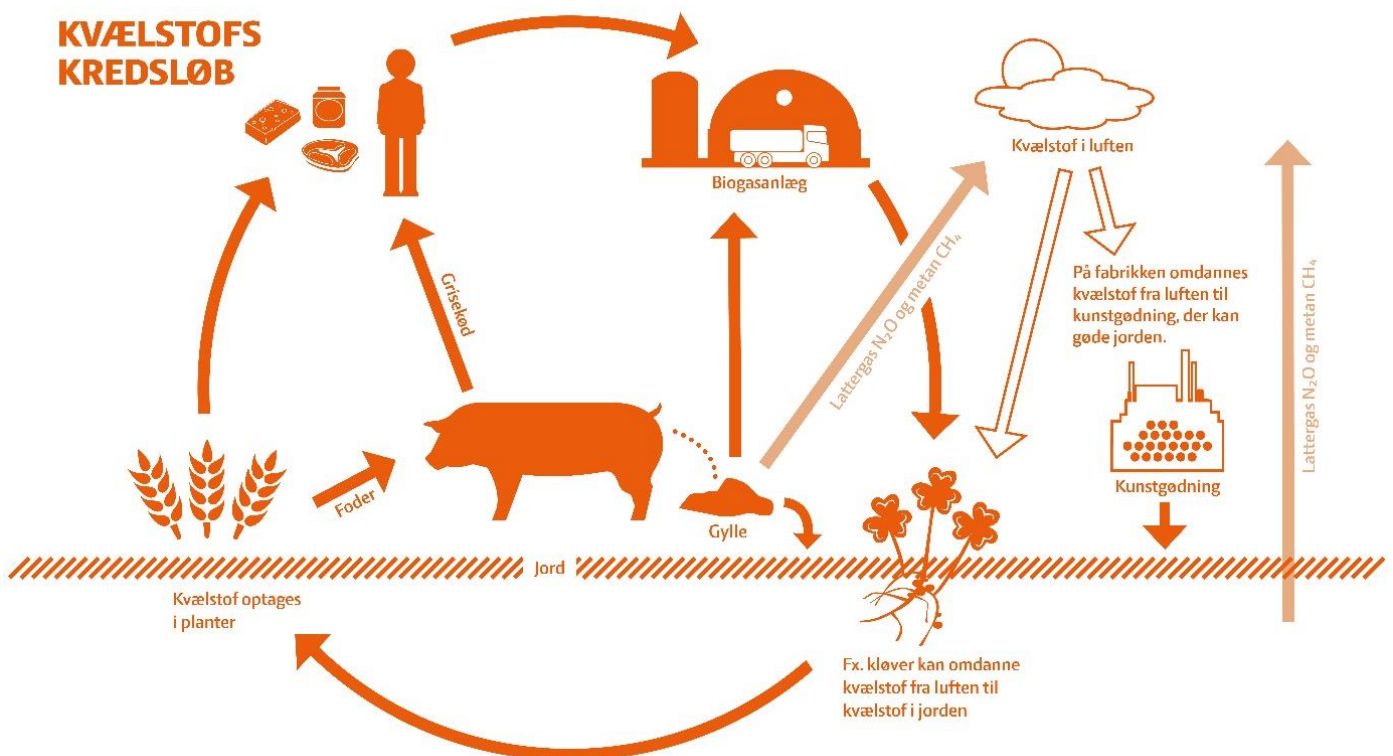 KVÆLSTOFS
KREDSLØB
Biogasanlæg
Kvælstof i luften
Grisekød
Lattergas N₂O og metan CH₄
På fabrikken omdannes
kvælstof fra luften til
kunstgødning, der kan
gøde jorden.
Lattergas N₂O og metan CH₄
Foder
Gylle
Kunstgødning
Jord
Kvælstof optages
i planter
Fx. kløver kan omdanne
kvælstof fra luften til
kvælstof i jorden